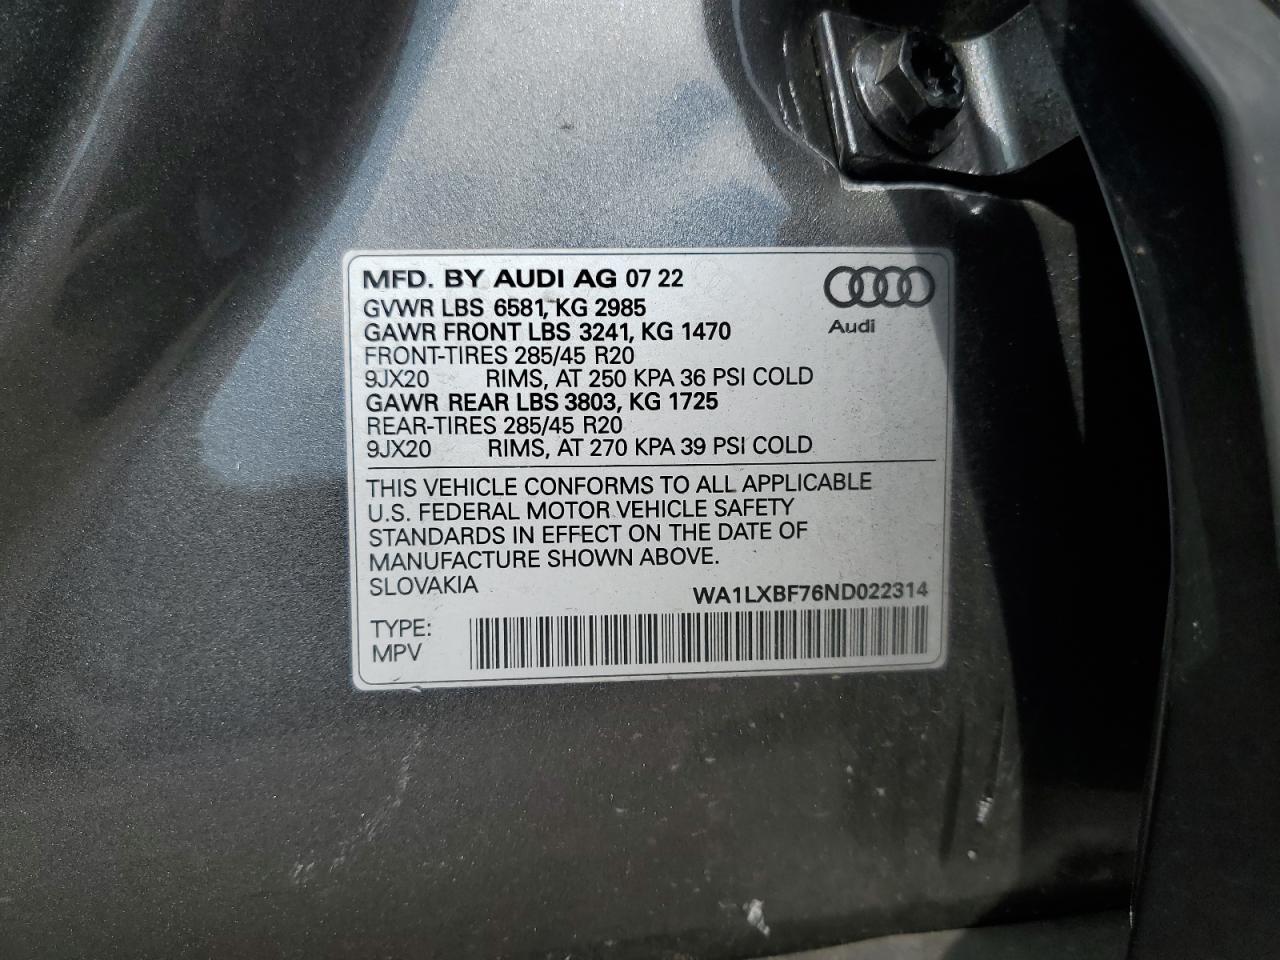 MFD. BY AUDI AG 07 22
GVWR LBS 6581, KG 2985
GAWR FRONT LBS 3241, KG 1470
FRONT-TIRES 285/45 R20
9JX20 RIMS, AT 250 KPA 36 PSI COLD
GAWR REAR LBS 3803, KG 1725
REAR-TIRES 285/45 R20
9JX20 RIMS, AT 270 KPA 39 PSI COLD
Audi
THIS VEHICLE CONFORMS TO ALL APPLICABLE
U.S. FEDERAL MOTOR VEHICLE SAFETY
STANDARDS IN EFFECT ON THE DATE OF
MANUFACTURE SHOWN ABOVE.
SLOVAKIA
WA1LXBF76ND022314
TYPE:
MPV